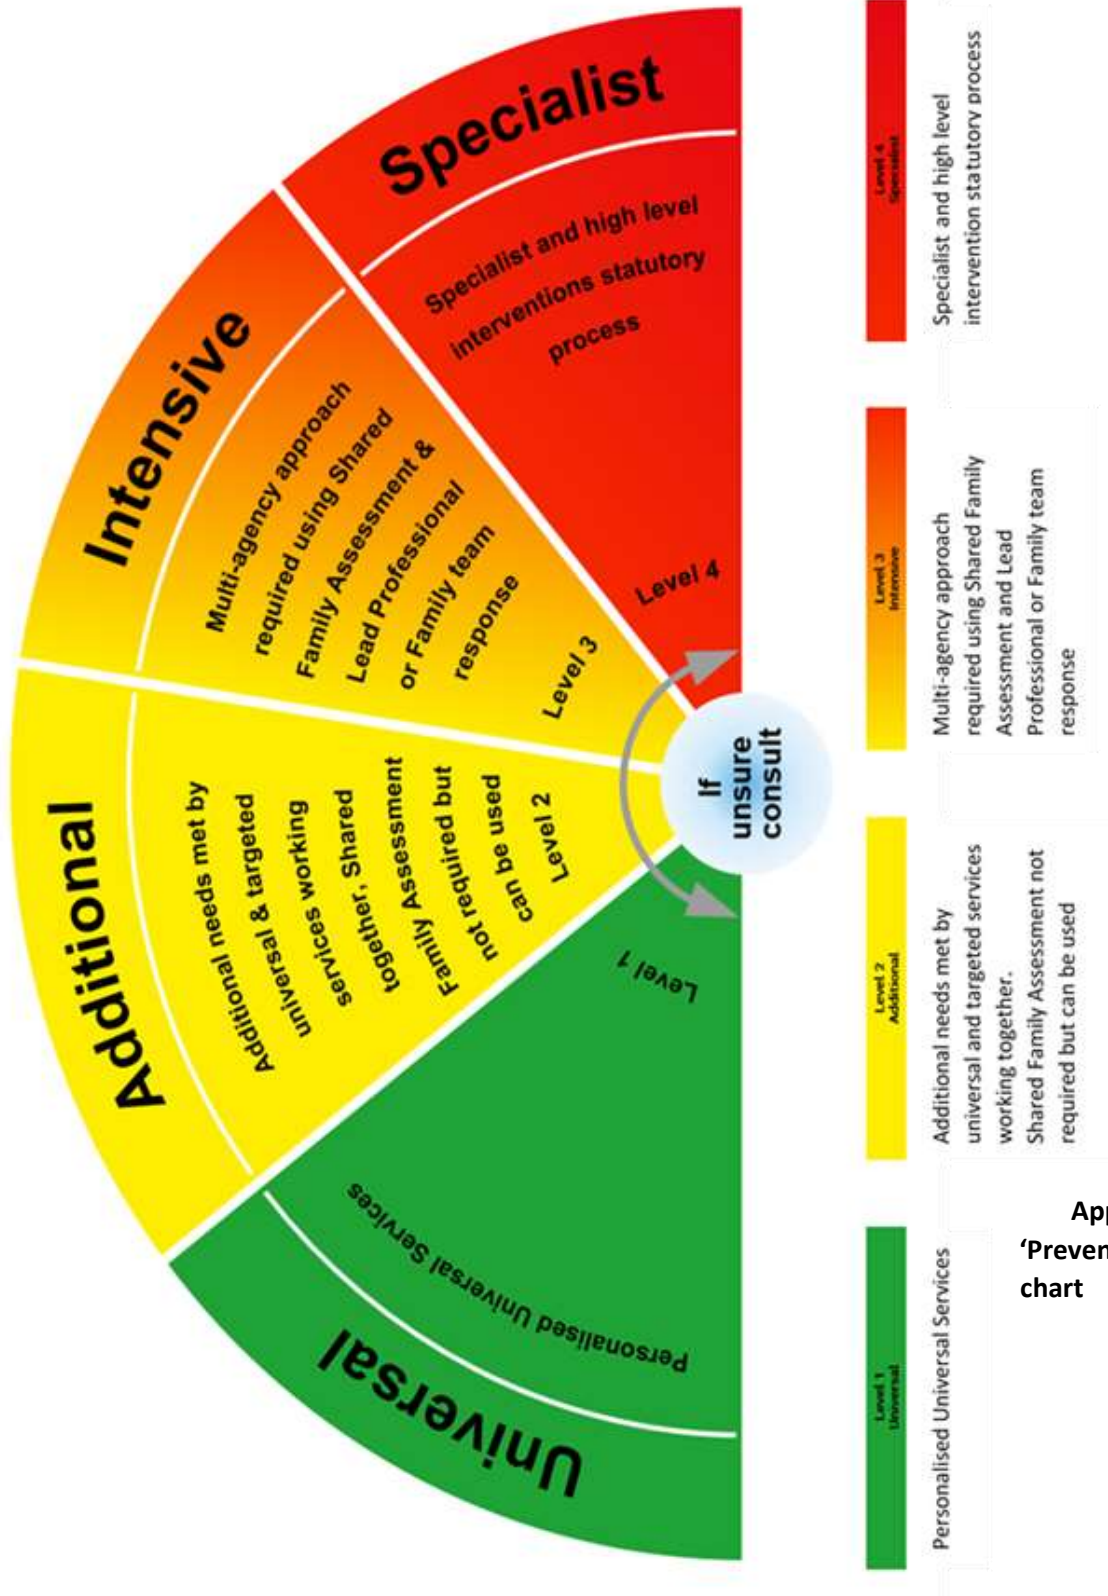 Universal
Personalised Universal Services
Level 1
Additional
Additional needs met by
universal & targeted
services working
together, Shared
Family Assessment
not required but
can be used
Level 2
Intensive
Multi-agency approach
required using Shared
Family Assessment &
Lead Professional
or Family team
response
Level 3
Specialist
Specialist and high level
interventions statutory
process
Level 4
If
unsure
consult
Level 1
Universal
Personalised Universal Services
Level 2
Additional
Additional needs met by
universal and targeted services
working together.
Shared Family Assessment not
required but can be used
Level 3
Intensive
Multi-agency approach
required using Shared Family
Assessment and Lead
Professional or Family team
response
Level 4
Specialist
Specialist and high level
intervention statutory process
App
‘Preven
chart